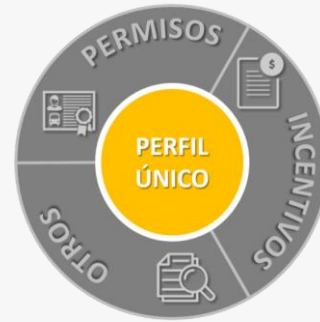 PERMISOS
$
INCENTIVOS
PERFIL
ÚNICO
OTROS